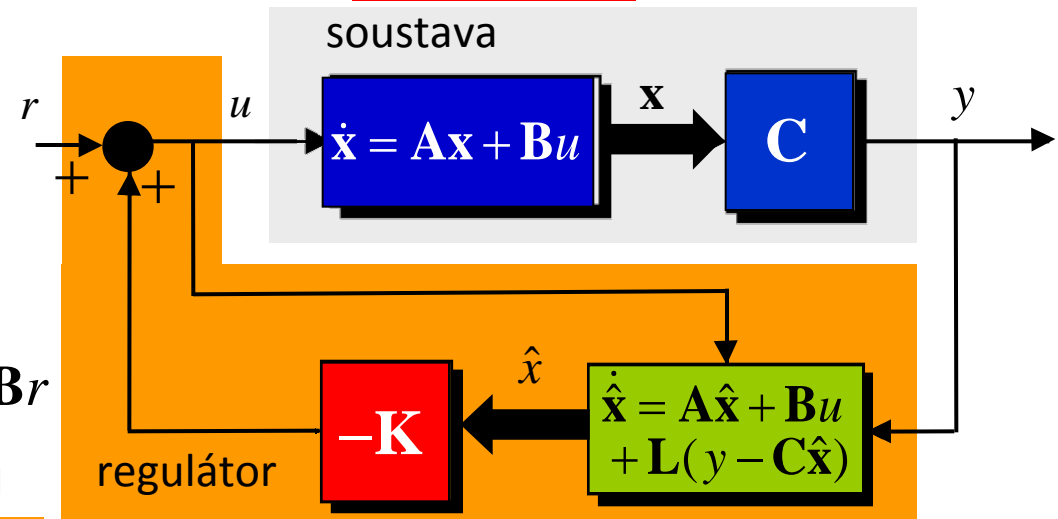 soustava
r
u
ẋ = Ax + Bu
x
C
y
+
+
Br
−K
x̂
x̂̇ = Ax̂ + Bu
+ L(y − Cx̂)
regulátor